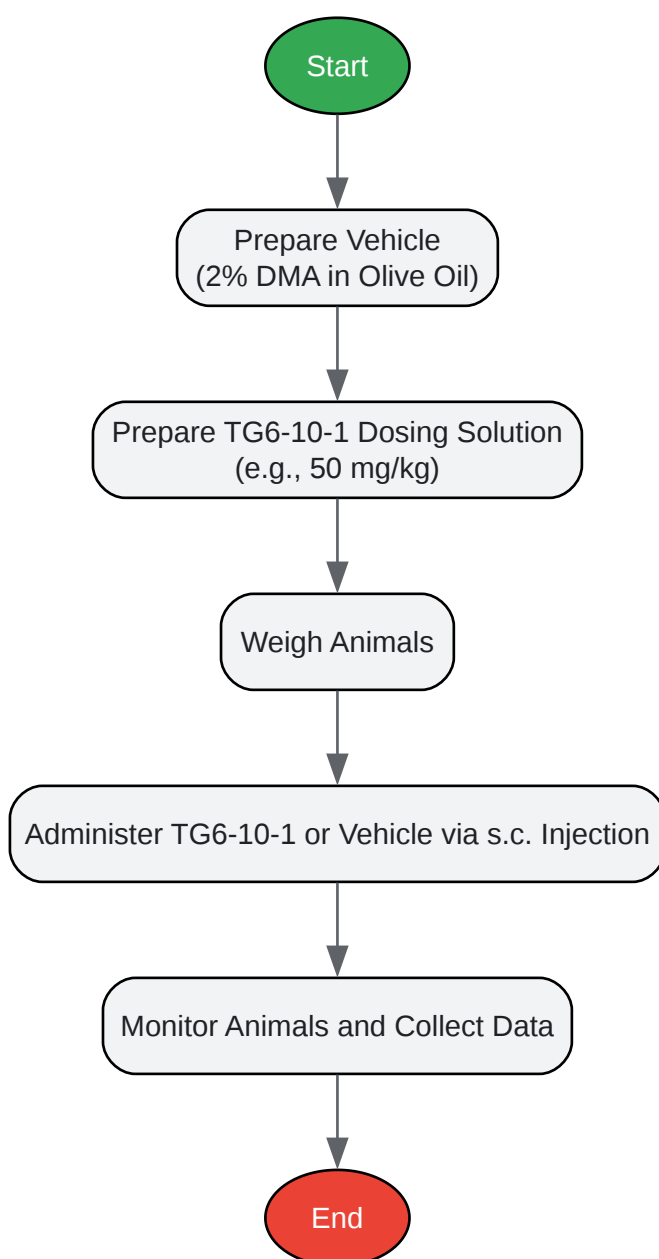 Start
Prepare Vehicle
(2% DMA in Olive Oil)
Prepare TG6-10-1 Dosing Solution
(e.g., 50 mg/kg)
Weigh Animals
Administer TG6-10-1 or Vehicle via s.c. Injection
Monitor Animals and Collect Data
End